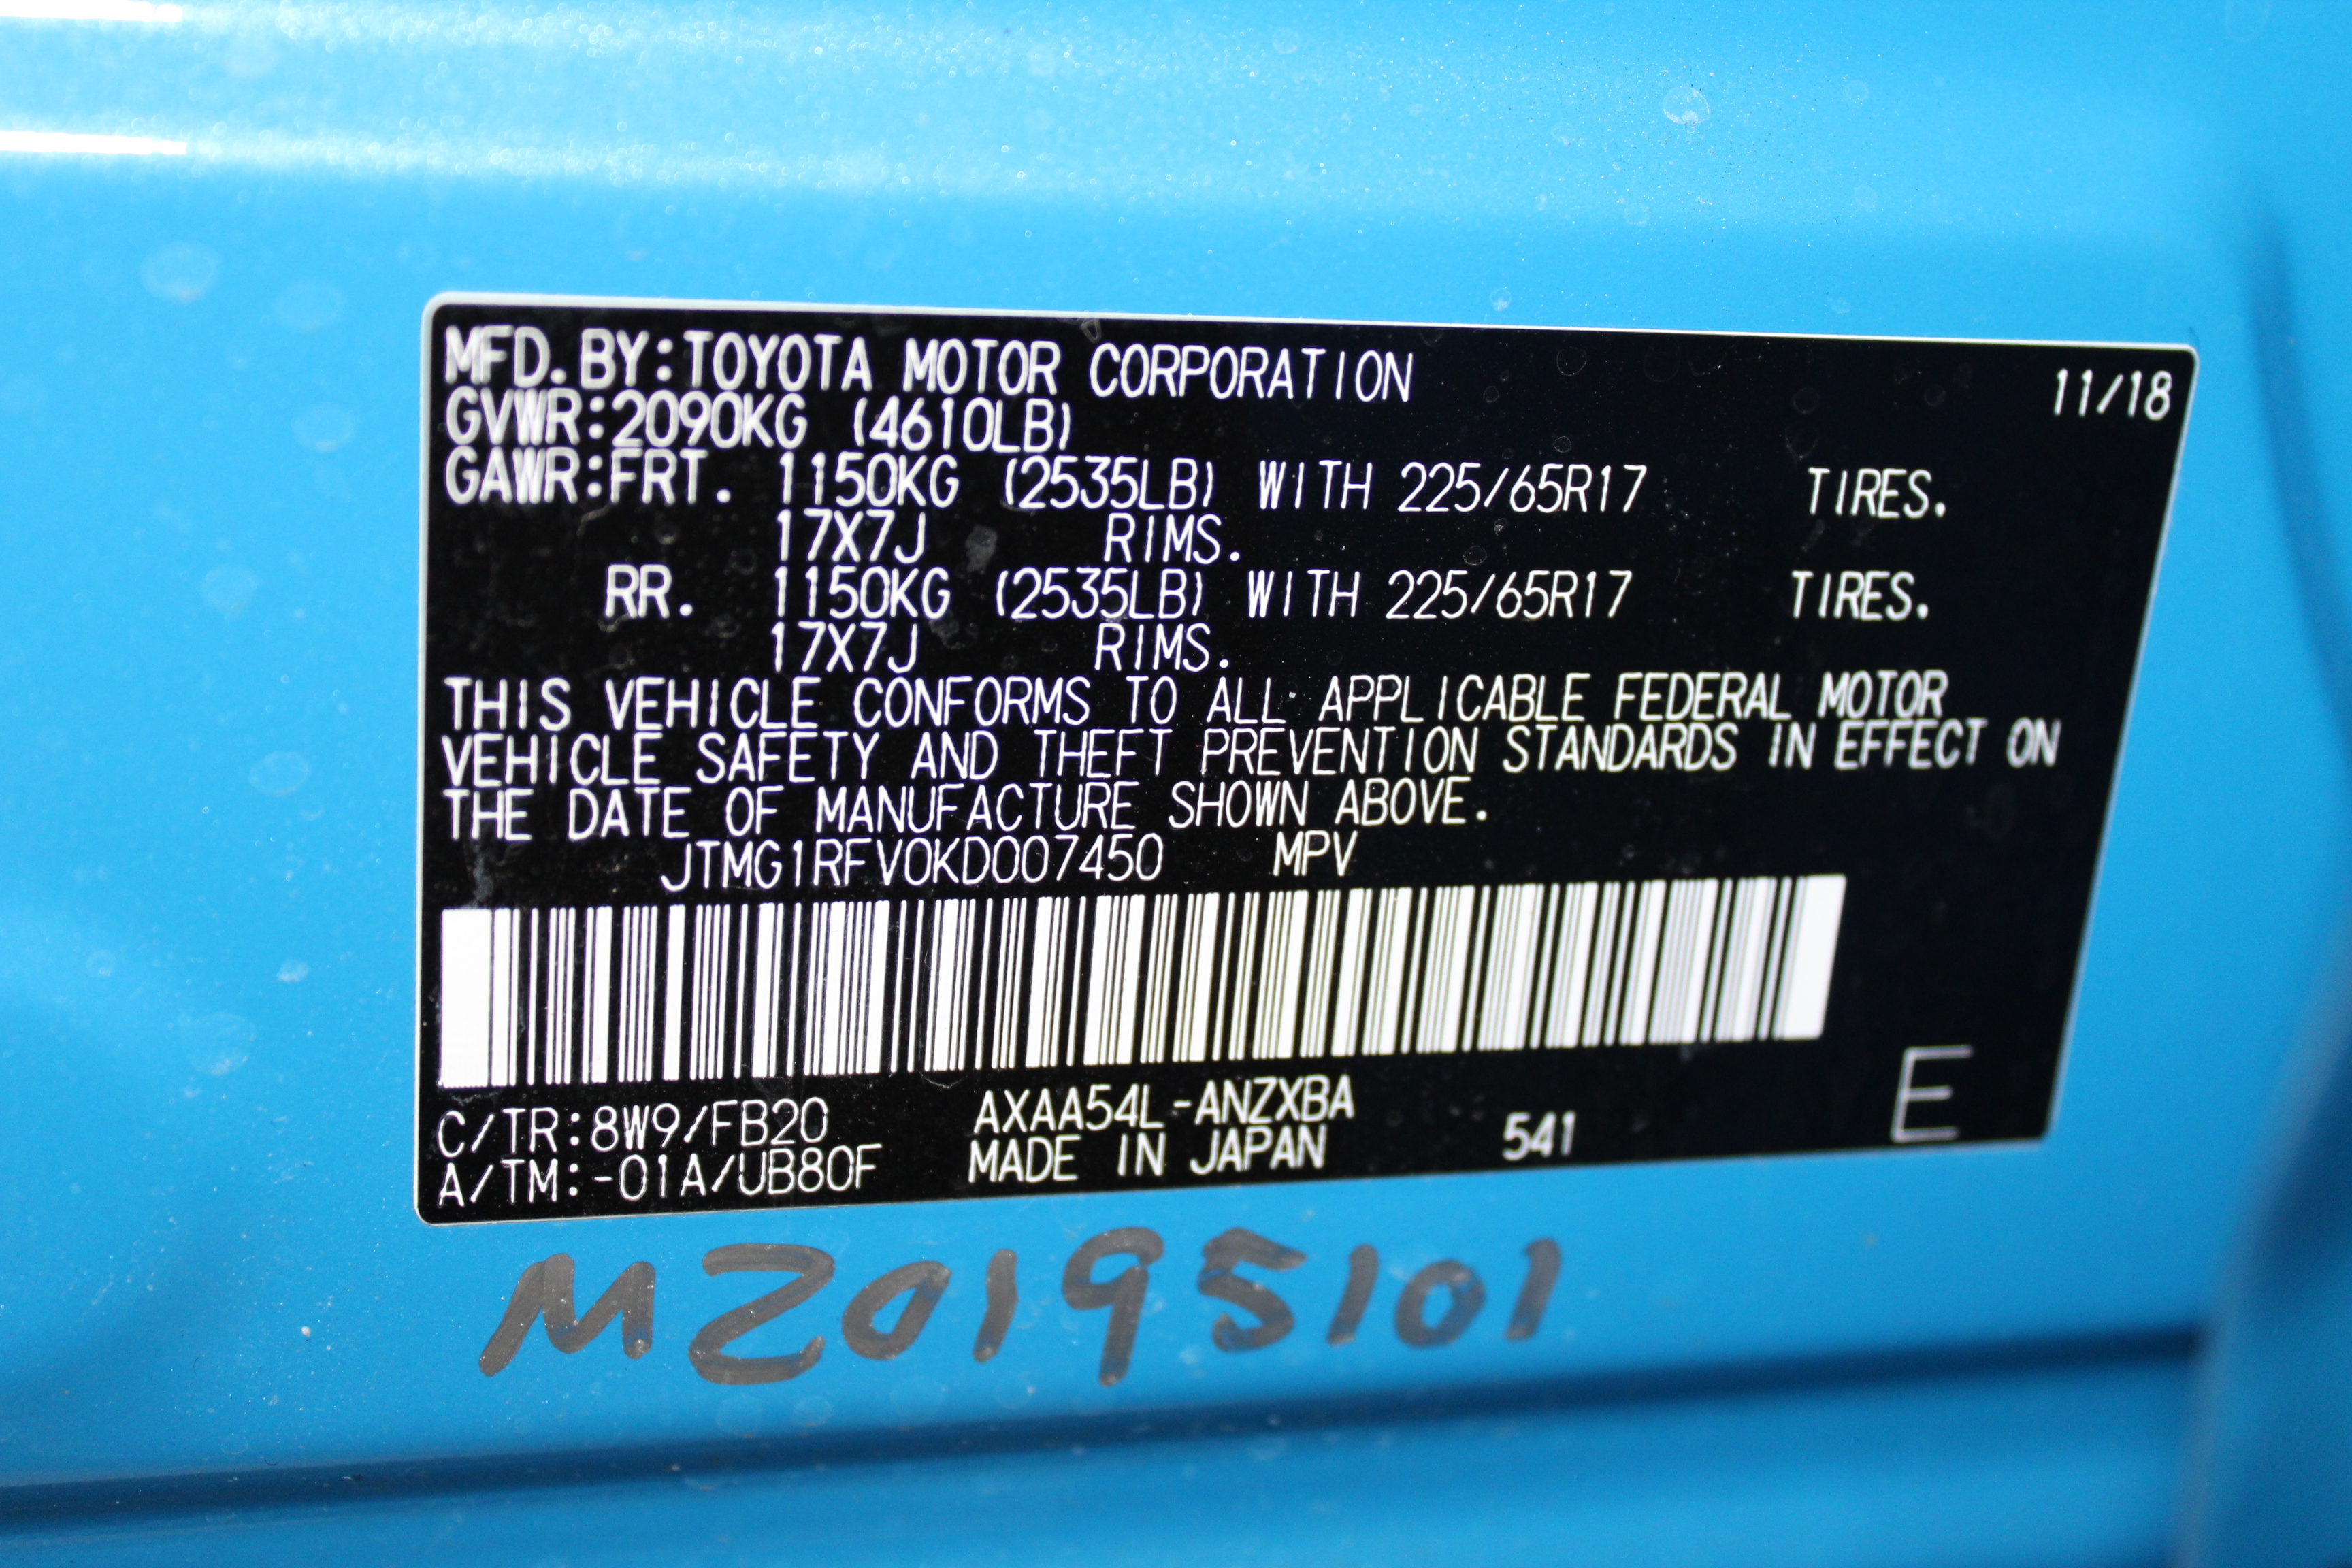 MFD.BY:TOYOTA MOTOR CORPORATION 11/18
GVWR:2090KG (4610LB)
GAWR:FRT. 1150KG (2535LB) WITH 225/65R17 TIRES.
17X7J RIMS.
RR. 1150KG (2535LB) WITH 225/65R17 TIRES.
17X7J RIMS.
THIS VEHICLE CONFORMS TO ALL APPLICABLE FEDERAL MOTOR
VEHICLE SAFETY AND THEFT PREVENTION STANDARDS IN EFFECT ON
THE DATE OF MANUFACTURE SHOWN ABOVE.
JTMG1RFV0KD007450 MPV
C/TR:8W9/FB20 AXAA54L-ANZXBA
A/TM:-01A/UB80F MADE IN JAPAN 541 E
MZ0195101